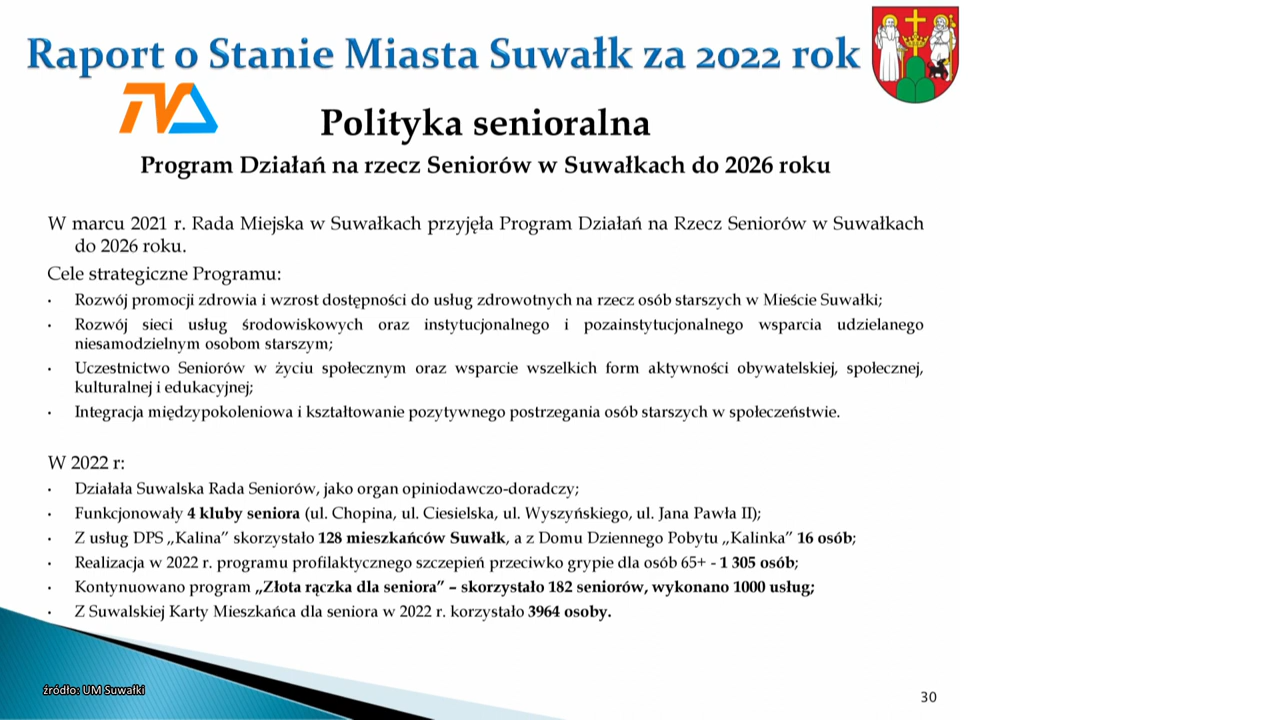 Raport o Stanie Miasta Suwałk za 2022 rok
TVA
Polityka senioralna
Program Działań na rzecz Seniorów w Suwałkach do 2026 roku
W marcu 2021 r. Rada Miejska w Suwałkach przyjęła Program Działań na Rzecz Seniorów w Suwałkach
do 2026 roku.
Cele strategiczne Programu:
• Rozwój promocji zdrowia i wzrost dostępności do usług zdrowotnych na rzecz osób starszych w Mieście Suwałki;
• Rozwój sieci usług środowiskowych oraz instytucjonalnego i pozainstytucjonalnego wsparcia udzielanego
niesamodzielnym osobom starszym;
• Uczestnictwo Seniorów w życiu społecznym oraz wsparcie wszelkich form aktywności obywatelskiej, społecznej,
kulturalnej i edukacyjnej;
• Integracja międzypokoleniowa i kształtowanie pozytywnego postrzegania osób starszych w społeczeństwie.
W 2022 r:
• Działała Suwalska Rada Seniorów, jako organ opiniodawczo-doradczy;
• Funkcjonowały 4 kluby seniora (ul. Chopina, ul. Ciesielska, ul. Wyszyńskiego, ul. Jana Pawła II);
• Z usług DPS „Kalina” skorzystało 128 mieszkańców Suwałk, a z Domu Dziennego Pobytu „Kalinka” 16 osób;
• Realizacja w 2022 r. programu profilaktycznego szczepień przeciwko grypie dla osób 65+ - 1 305 osób;
• Kontynuowano program „Złota rączka dla seniora” – skorzystało 182 seniorów, wykonano 1000 usług;
• Z Suwalskiej Karty Mieszkańca dla seniora w 2022 r. korzystało 3964 osoby.
źródło: UM Suwałki
30